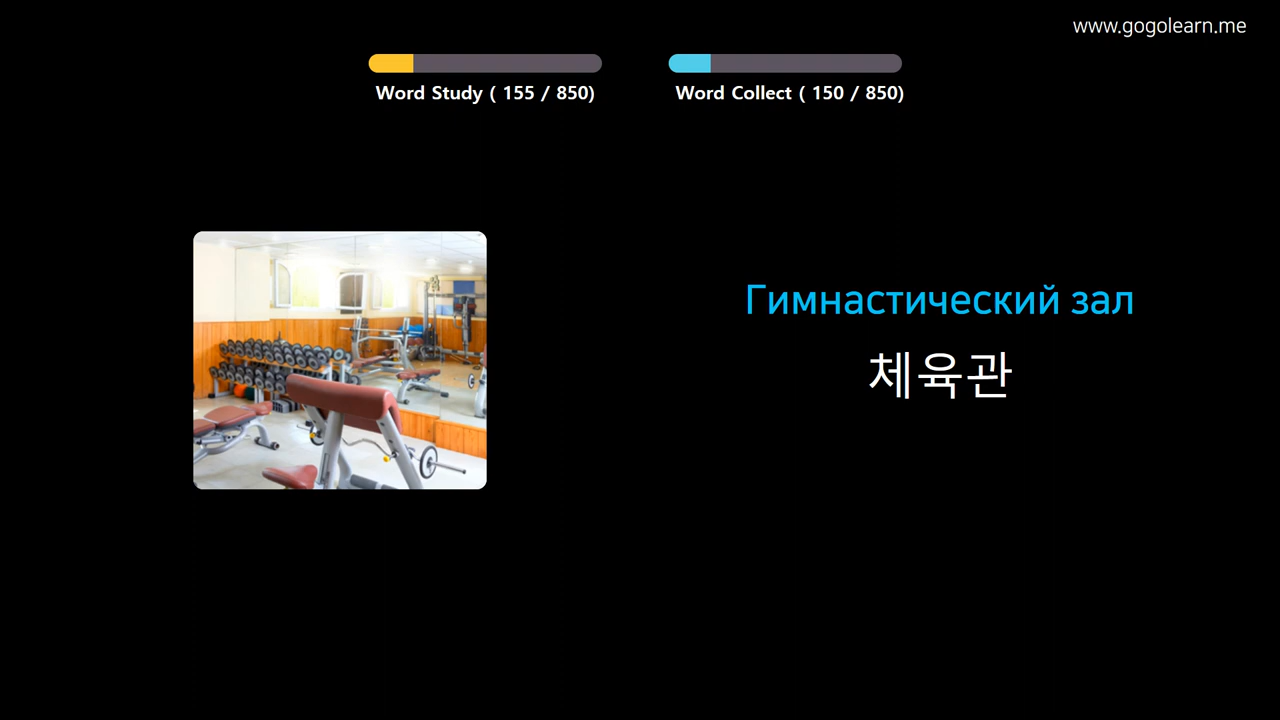 www.gogolearn.me
Word Study ( 155 / 850)
Word Collect ( 150 / 850)
Гимнастический зал
체육관